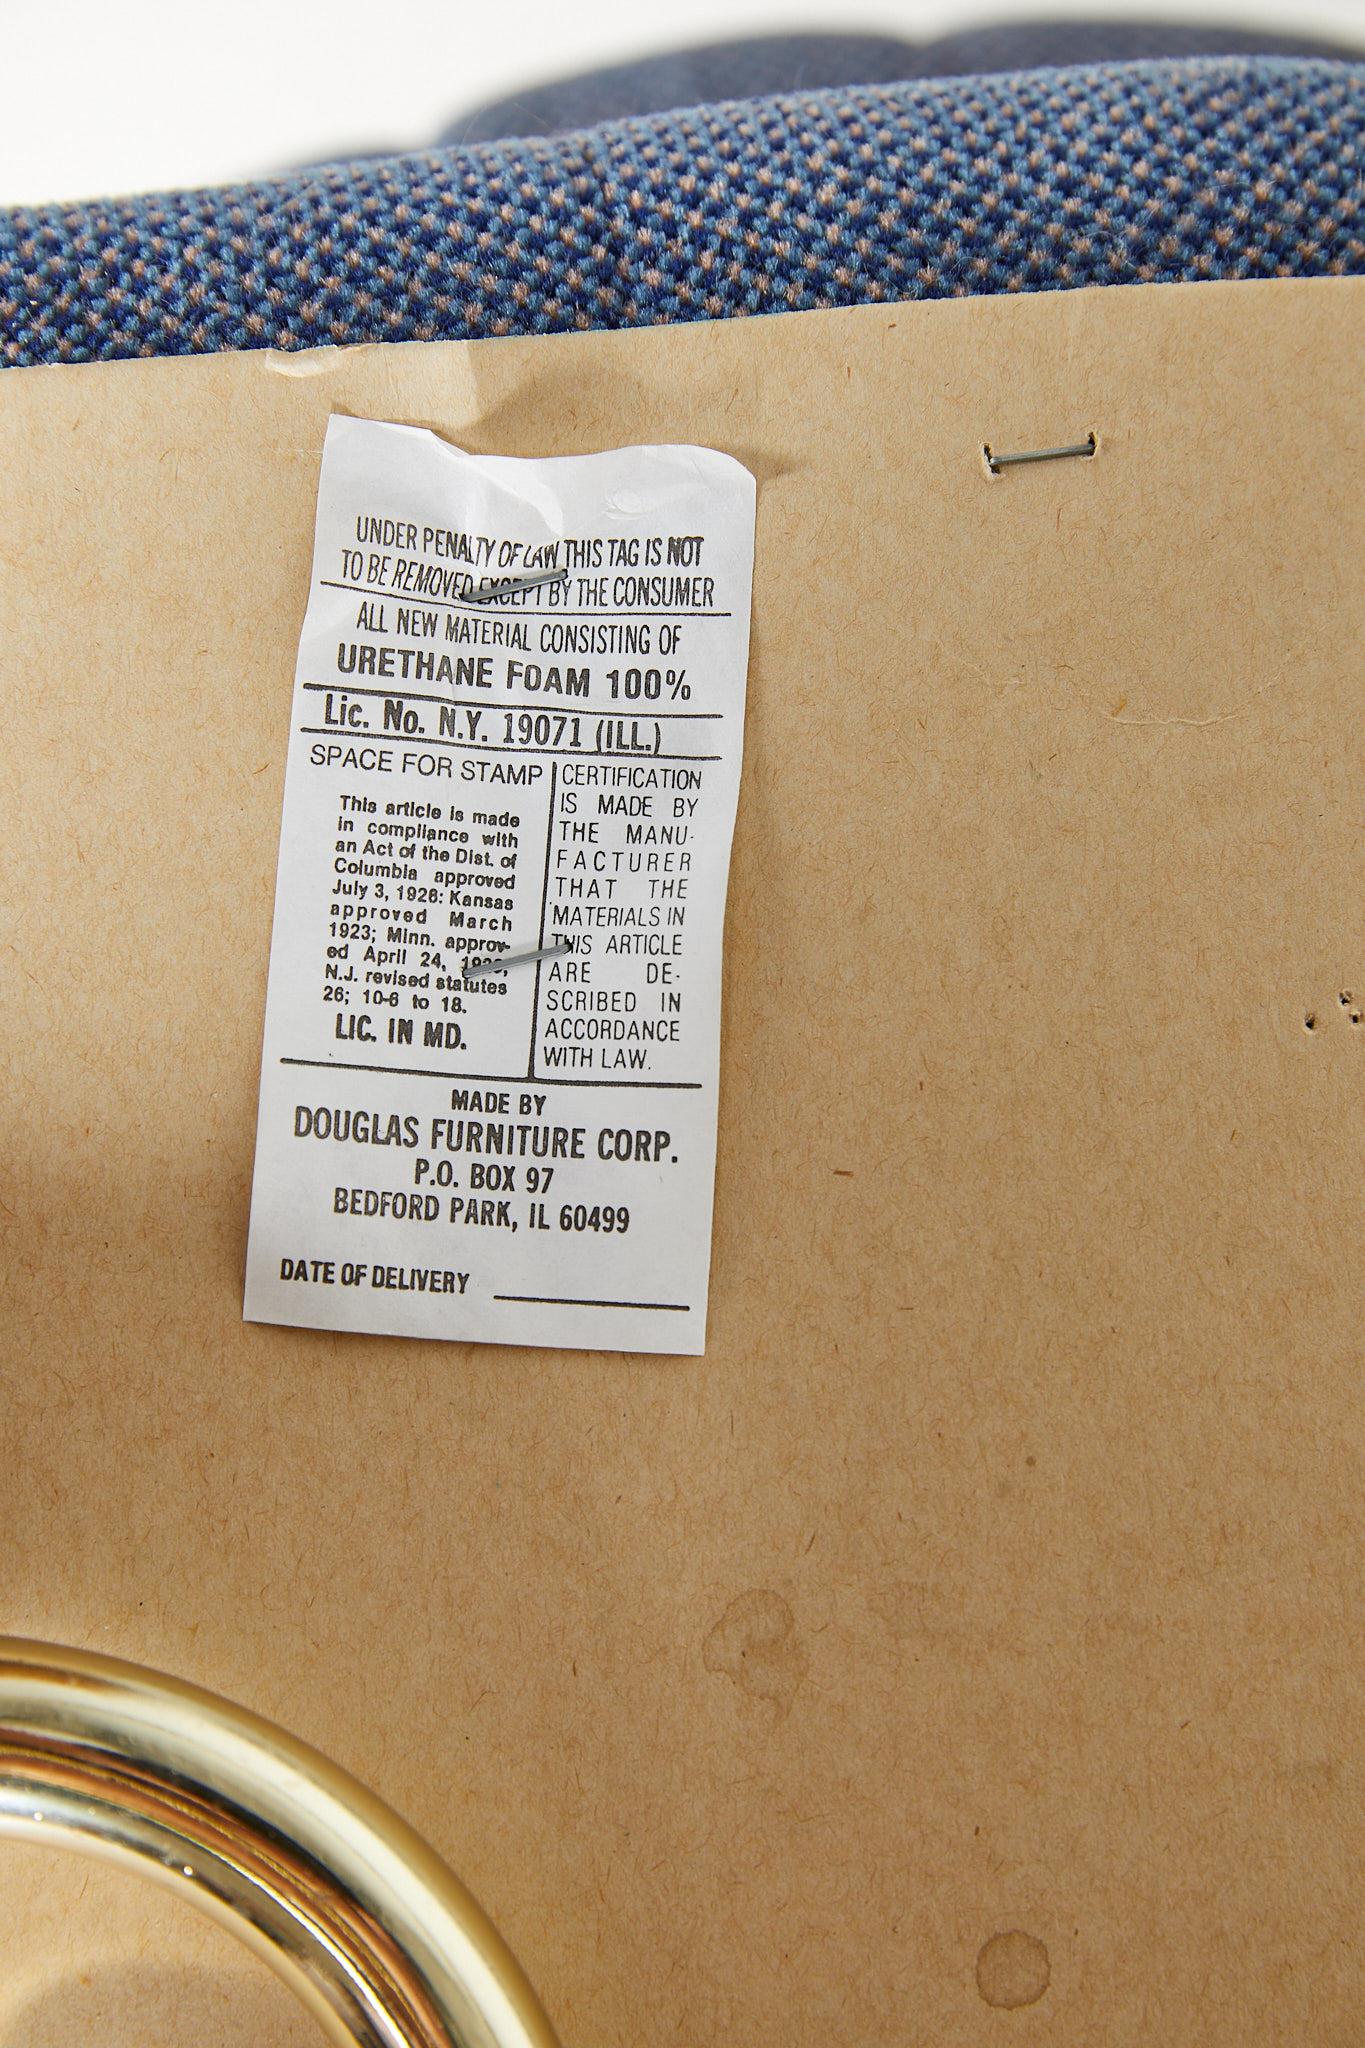 UNDER PENALTY OF LAW THIS TAG IS NOT
TO BE REMOVED EXCEPT BY THE CONSUMER
ALL NEW MATERIAL CONSISTING OF
URETHANE FOAM 100%
Lic. No. N.Y. 19071 (ILL.)
SPACE FOR STAMP
This article is made
in compliance with
an Act of the Dist. of
Columbia approved
July 3, 1926: Kansas
approved March
1923; Minn. approv-
ed April 24,
N.J. revised statutes
26; 10-6 to 18.
LIC. IN MD.
CERTIFICATION
IS MADE BY
THE MANU-
FACTURER
THAT THE
MATERIALS IN
THIS ARTICLE
ARE DE-
SCRIBED IN
ACCORDANCE
WITH LAW.
MADE BY
DOUGLAS FURNITURE CORP.
P.O. BOX 97
BEDFORD PARK, IL 60499
DATE OF DELIVERY